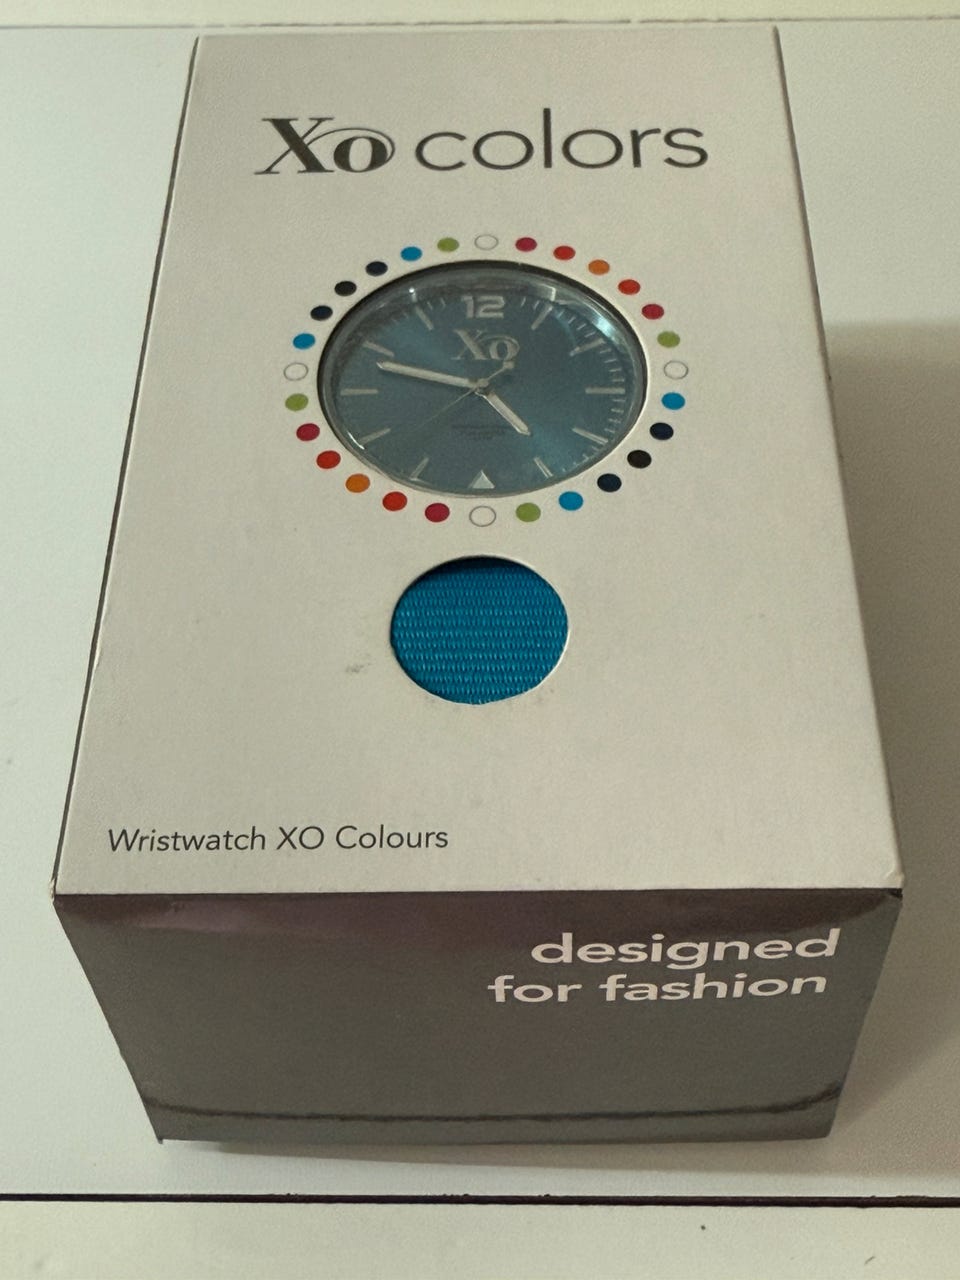 Xo colors
12
Xo
Wristwatch XO Colours
designed
for fashion